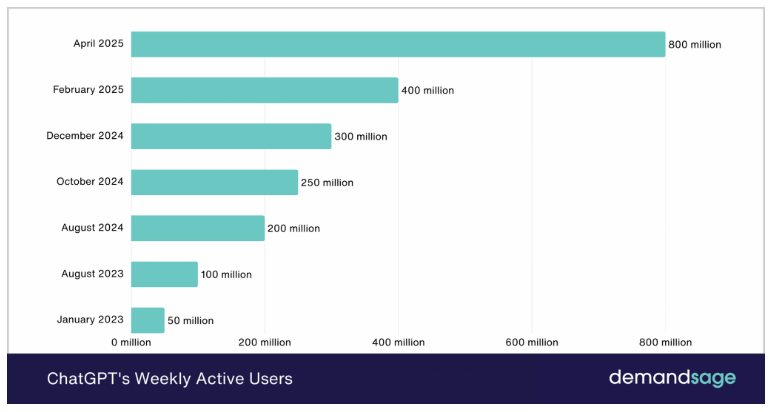 April 2025 800 million
February 2025 400 million
December 2024 300 million
October 2024 250 million
August 2024 200 million
August 2023 100 million
January 2023 50 million
0 million 200 million 400 million 600 million 800 million
ChatGPT's Weekly Active Users demandsage